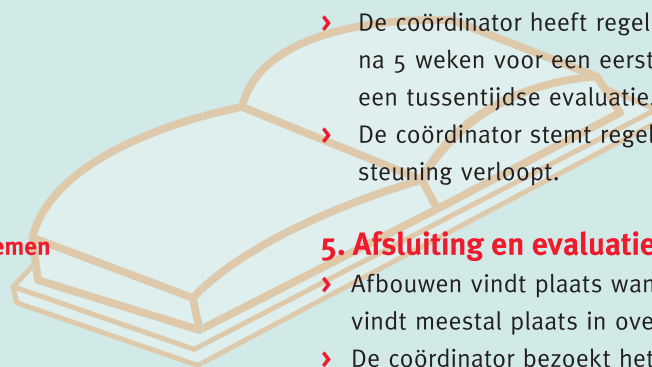 › De coördinator heeft regel
na 5 weken voor een eerst
een tussentijdse evaluatie.
› De coördinator stemt regel
steuning verloopt.
emen
5. Afsluiting en evaluatie
› Afbouwen vindt plaats wan
vindt meestal plaats in ove
› De coördinator bezoekt het